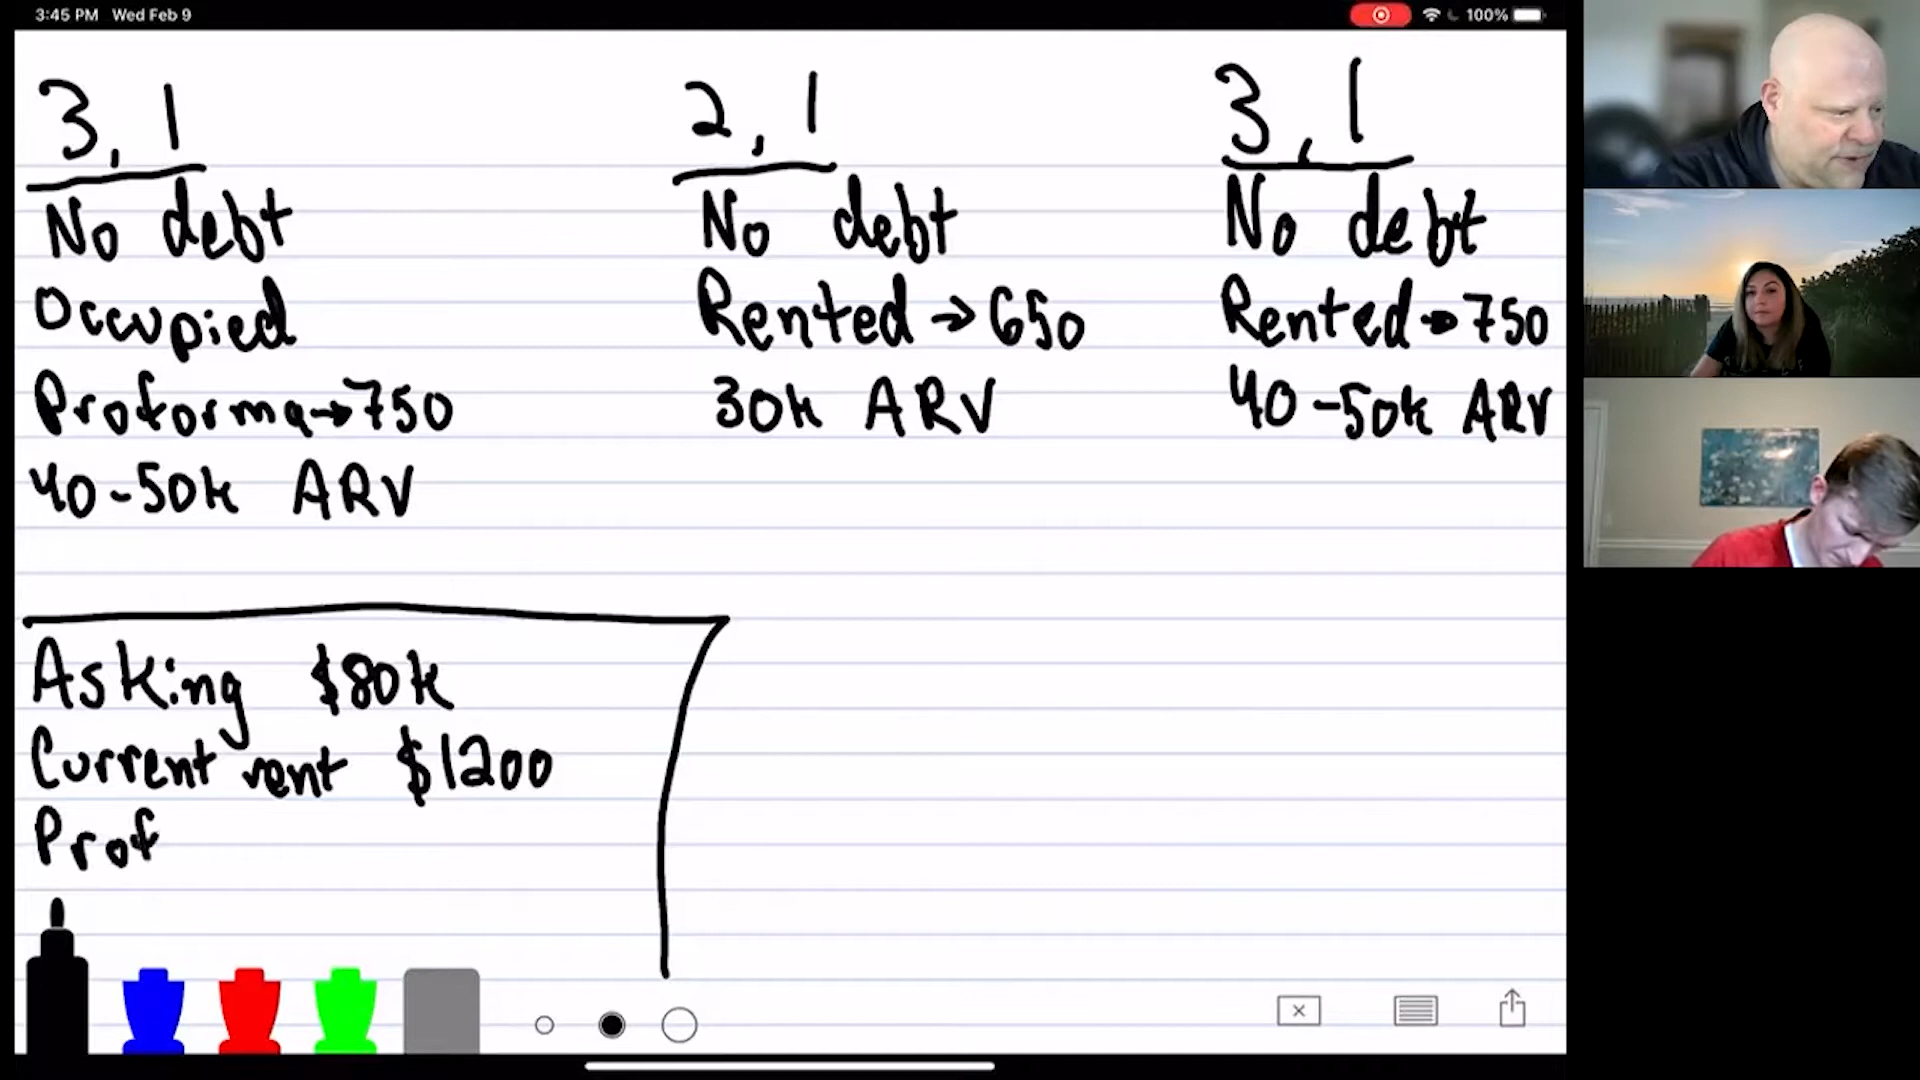 3:45 PM Wed Feb 9
100%
3, 1
No debt
Occupied
Proforma→750
40-50k ARV
2, 1
No debt
Rented →650
30k ARV
3, 1
No debt
Rented→750
40-50k ARV
Asking $80k
Current rent $1200
Prof